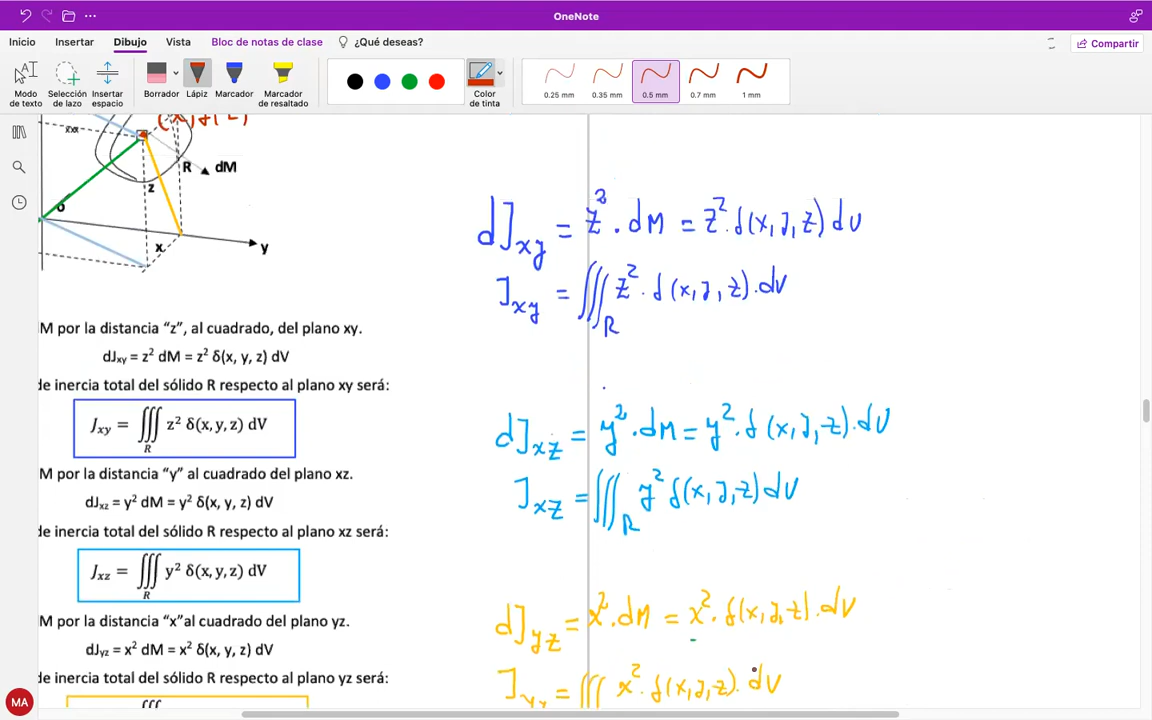 OneNote
Inicio Insertar Dibujo Vista Bloc de notas de clase ¿Qué deseas? Compartir
Modo de texto
Selección de lazo
Insertar espacio
Borrador
Lápiz
Marcador
Marcador de resaltado
Color de tinta
0.25 mm 0.35 mm 0.5 mm 0.7 mm 1 mm
R dM
z
o
x
y
M por la distancia “z”, al cuadrado, del plano xy.
dJxy = z² dM = z² δ(x, y, z) dV
de inercia total del sólido R respecto al plano xy será:
Jxy = ∭R z² δ(x, y, z) dV
M por la distancia “y” al cuadrado del plano xz.
dJxz = y² dM = y² δ(x, y, z) dV
de inercia total del sólido R respecto al plano xz será:
Jxz = ∭R y² δ(x, y, z) dV
M por la distancia “x”al cuadrado del plano yz.
dJyz = x² dM = x² δ(x, y, z) dV
de inercia total del sólido R respecto al plano yz será:
dJxy = z² . dM = z² . δ(x, y, z) dV
Jxy = ∭R z² . δ(x, y, z) . dV
dJxz = y² . dM = y² . δ(x, y, z) . dV
Jxz = ∭R y² δ(x, y, z) dV
dJyz = x² . dM = x² . δ(x, y, z) . dV
∭ x² . δ(x, y, z) . dV
MA